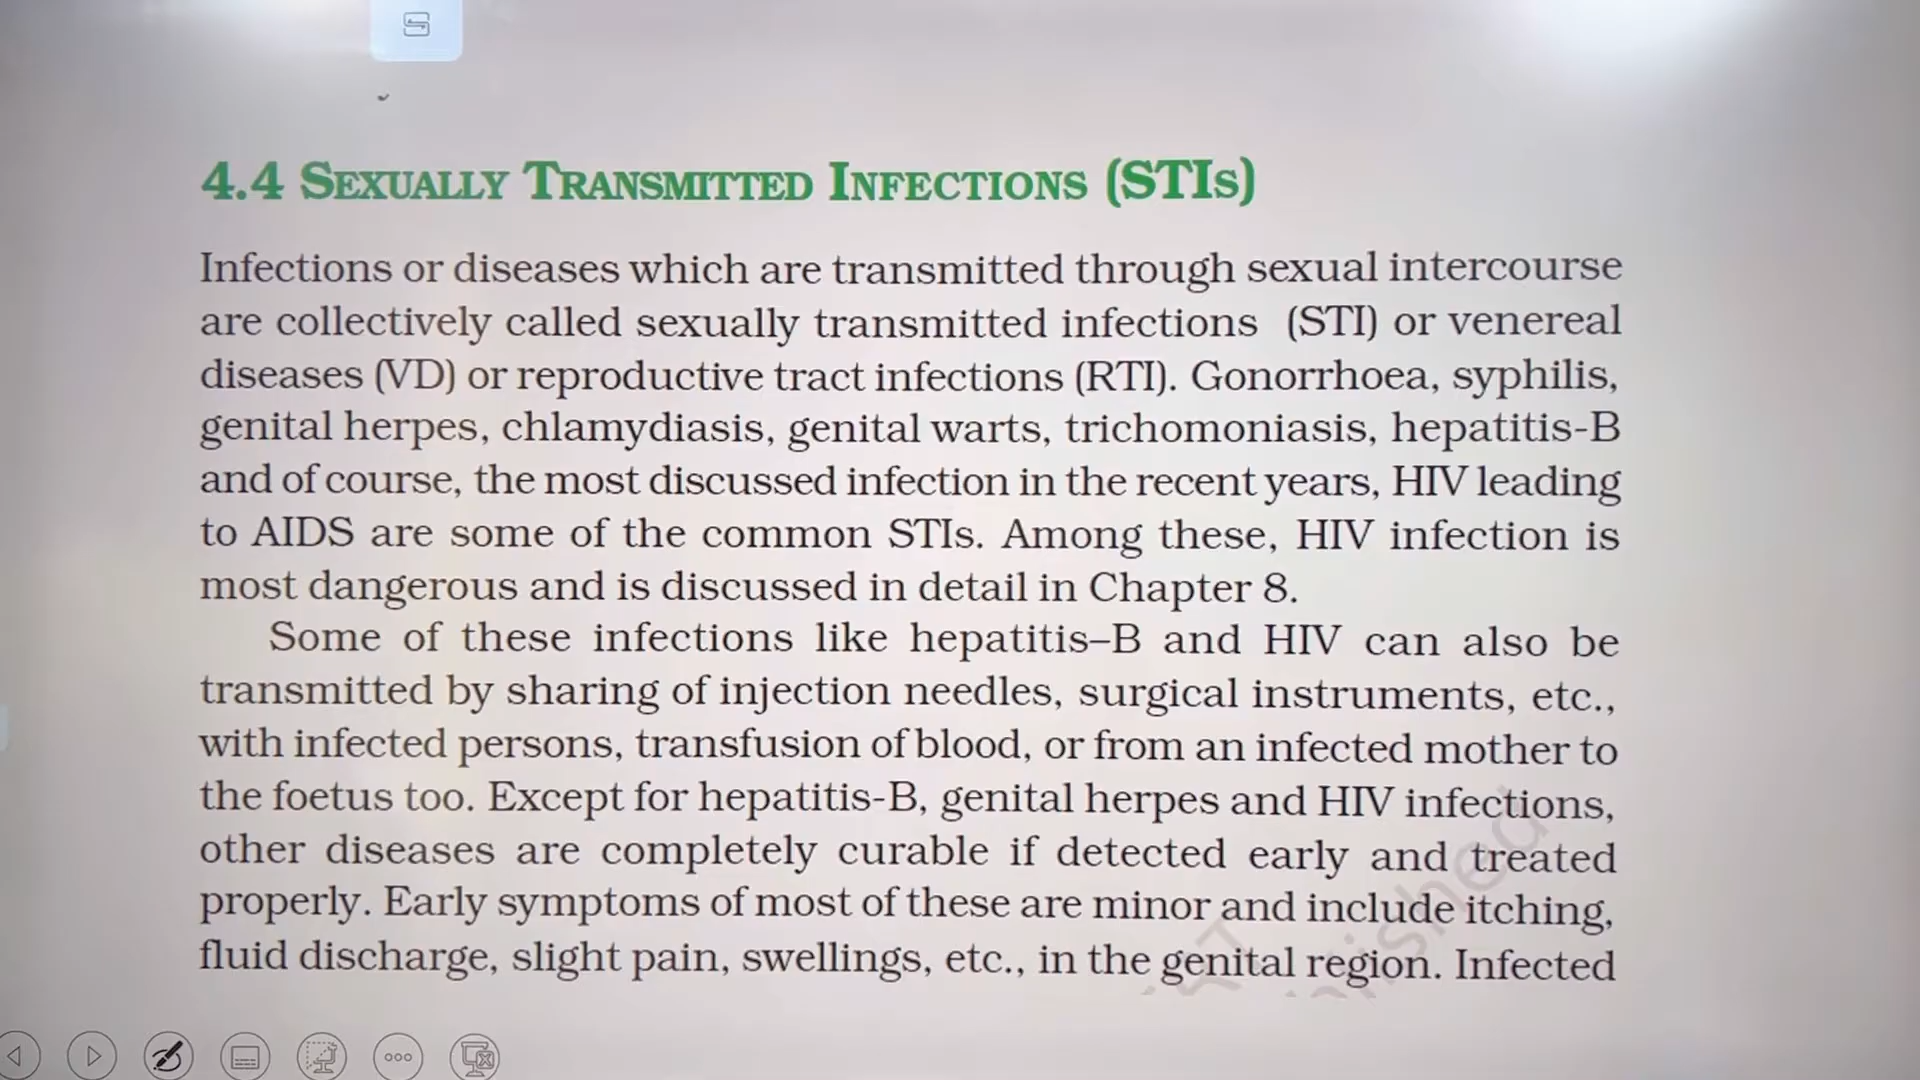 4.4 SEXUALLY TRANSMITTED INFECTIONS (STIs)
Infections or diseases which are transmitted through sexual intercourse
are collectively called sexually transmitted infections (STI) or venereal
diseases (VD) or reproductive tract infections (RTI). Gonorrhoea, syphilis,
genital herpes, chlamydiasis, genital warts, trichomoniasis, hepatitis-B
and of course, the most discussed infection in the recent years, HIV leading
to AIDS are some of the common STIs. Among these, HIV infection is
most dangerous and is discussed in detail in Chapter 8.
Some of these infections like hepatitis–B and HIV can also be
transmitted by sharing of injection needles, surgical instruments, etc.,
with infected persons, transfusion of blood, or from an infected mother to
the foetus too. Except for hepatitis-B, genital herpes and HIV infections,
other diseases are completely curable if detected early and treated
properly. Early symptoms of most of these are minor and include itching,
fluid discharge, slight pain, swellings, etc., in the genital region. Infected